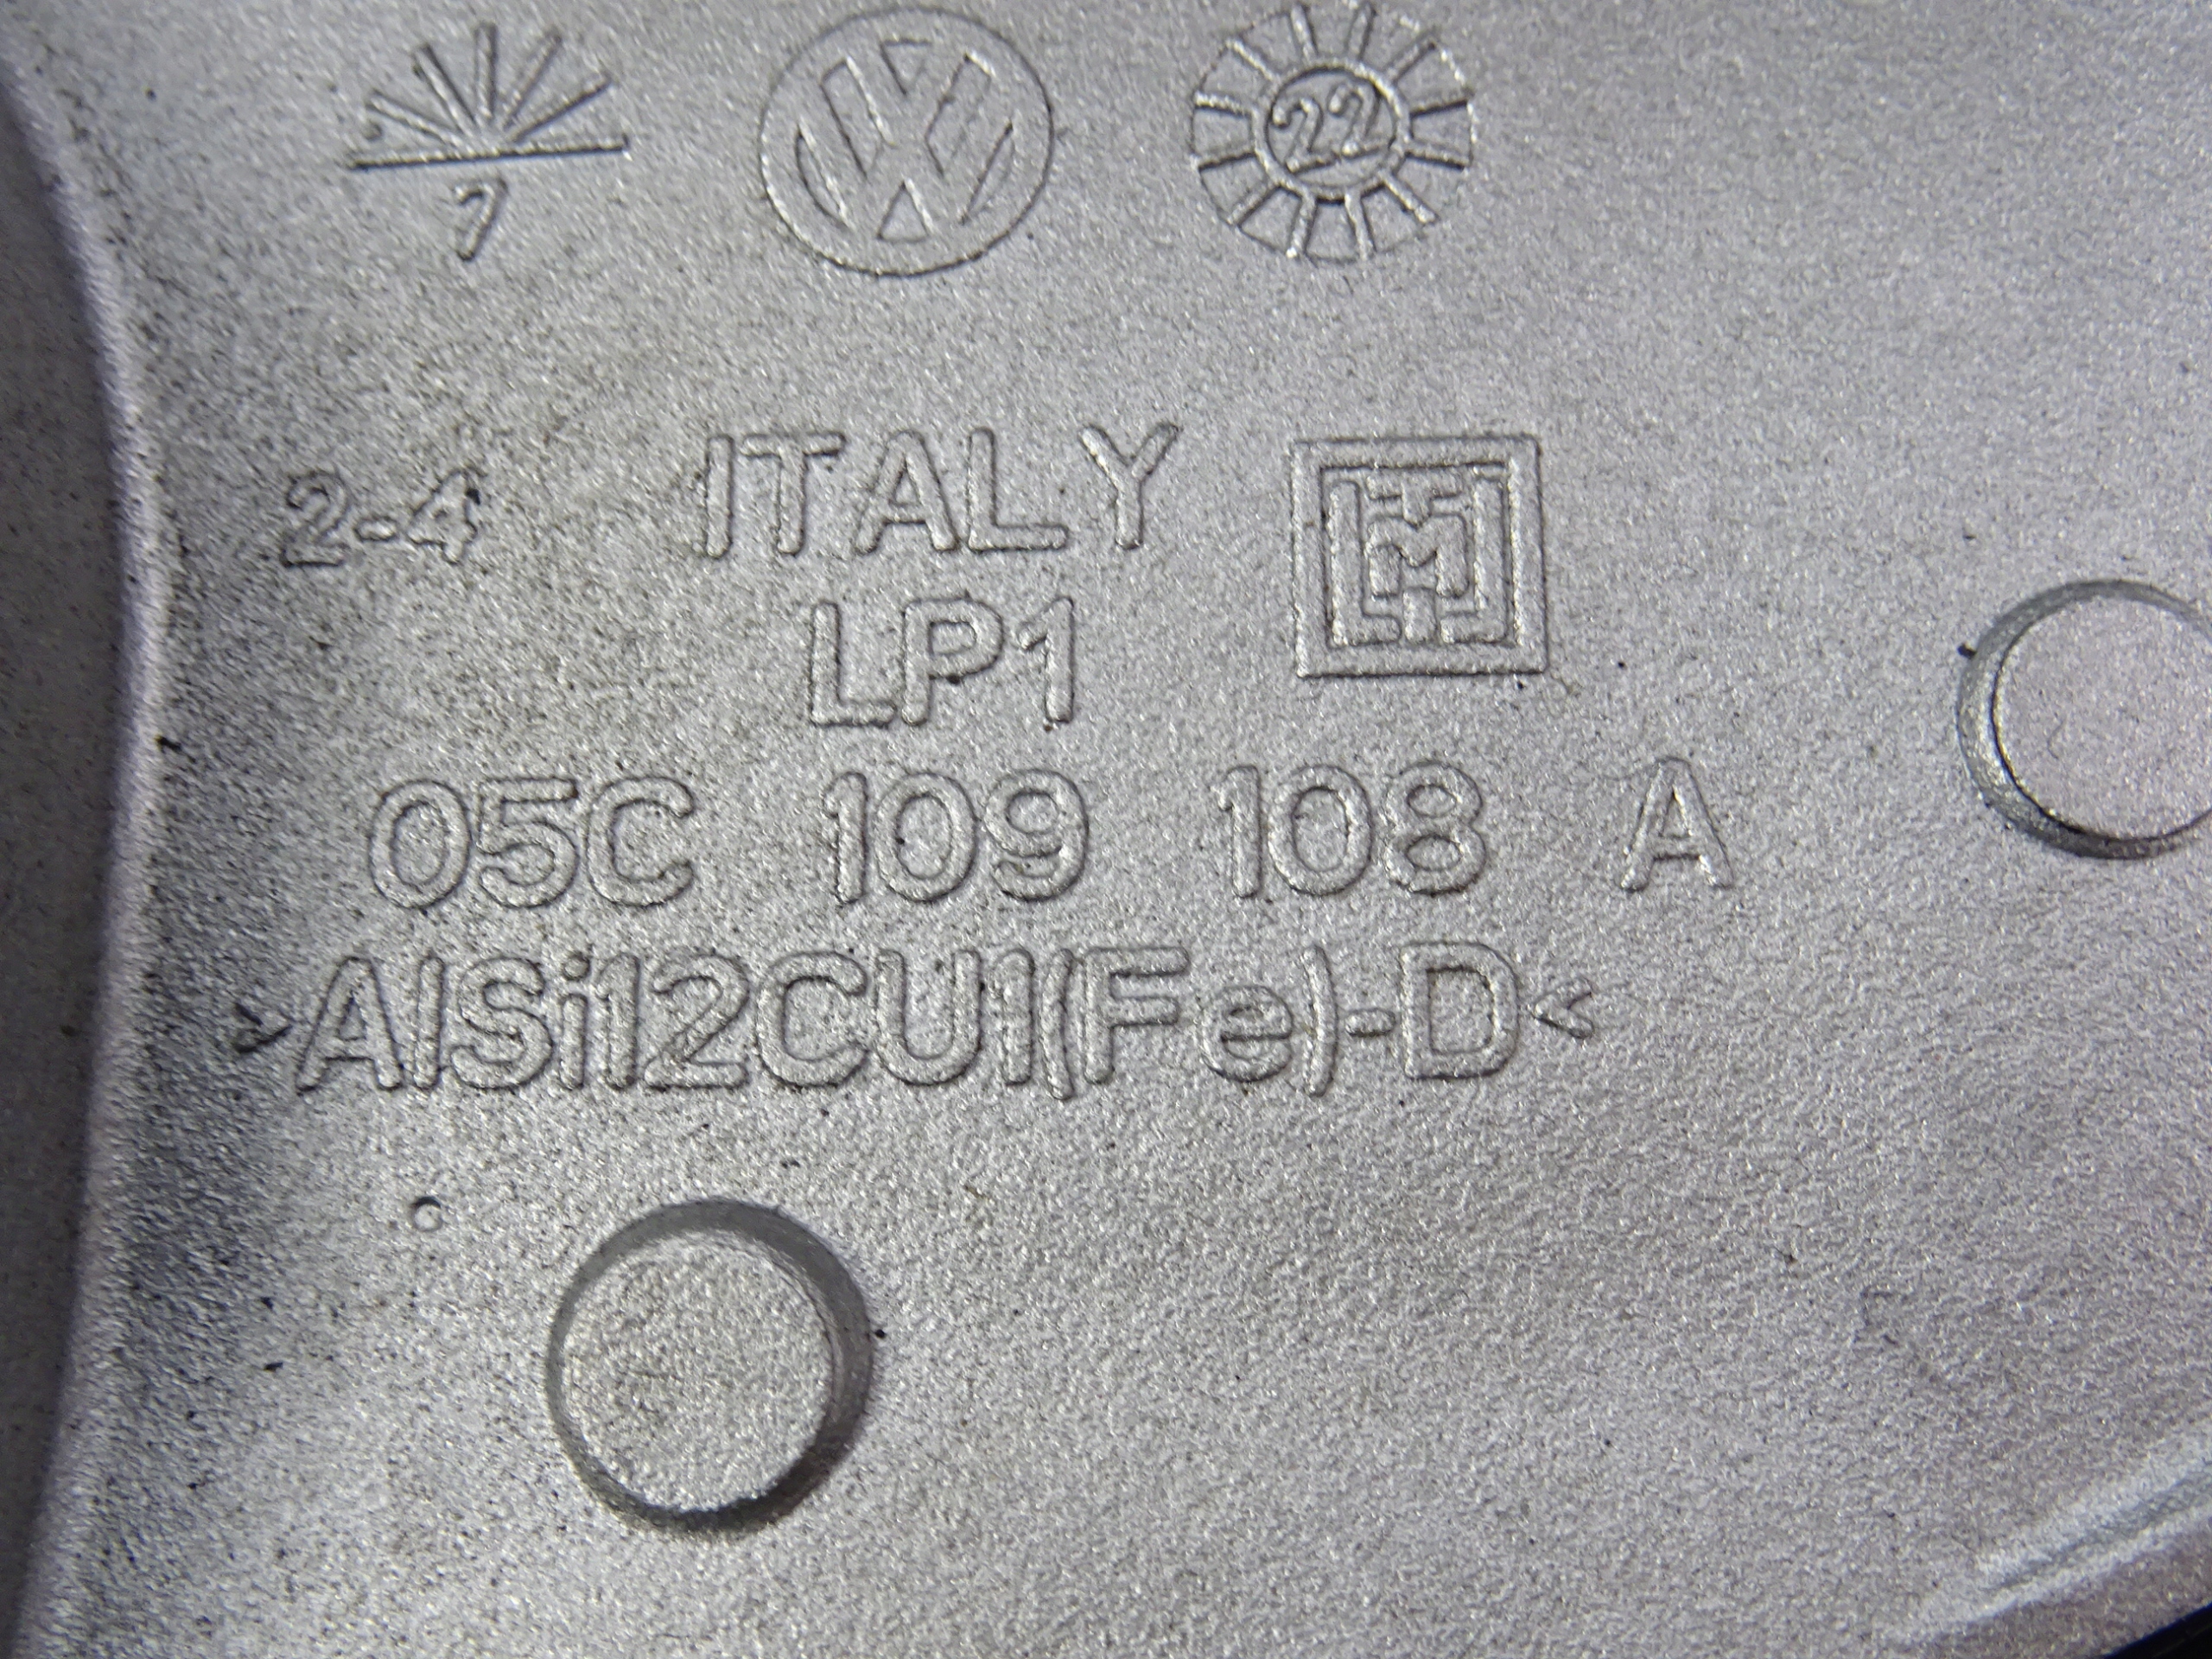 22
7
2-4
ITALY
LP1
05C 109 108 A
>AlSi12CU1(Fe)-D<